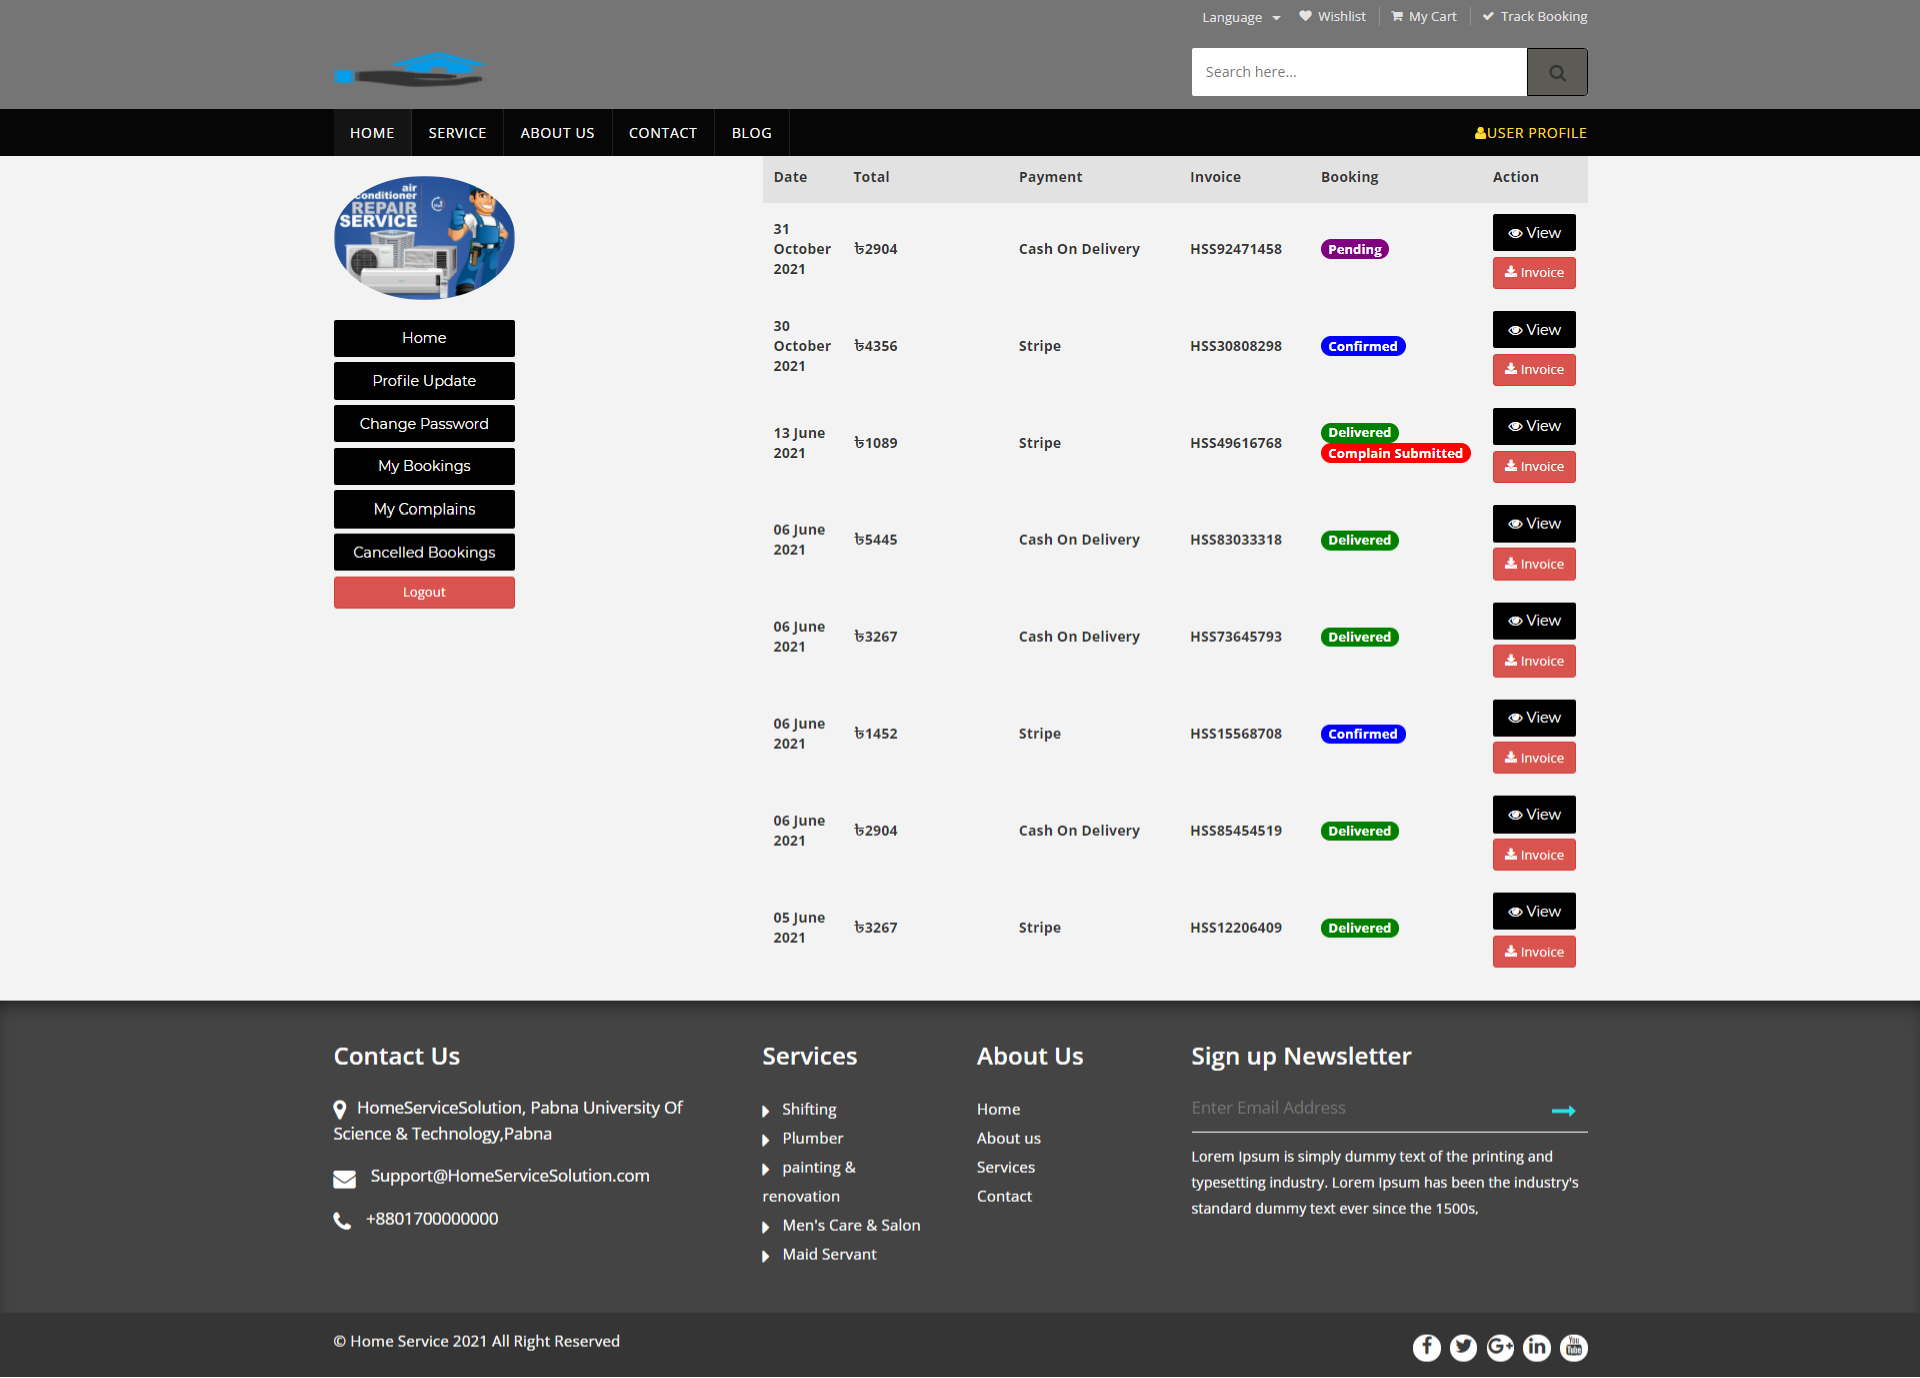 Language Wishlist My Cart Track Booking
Search here...
HOME SERVICE ABOUT US CONTACT BLOG USER PROFILE
air
conditioner
REPAIR
SERVICE
Home
Profile Update
Change Password
My Bookings
My Complains
Cancelled Bookings
Logout
Date Total Payment Invoice Booking Action
31 October 2021 ৳2904 Cash On Delivery HSS92471458 Pending View Invoice
30 October 2021 ৳4356 Stripe HSS30808298 Confirmed View Invoice
13 June 2021 ৳1089 Stripe HSS49616768 Delivered Complain Submitted View Invoice
06 June 2021 ৳5445 Cash On Delivery HSS83033318 Delivered View Invoice
06 June 2021 ৳3267 Cash On Delivery HSS73645793 Delivered View Invoice
06 June 2021 ৳1452 Stripe HSS15568708 Confirmed View Invoice
06 June 2021 ৳2904 Cash On Delivery HSS85454519 Delivered View Invoice
05 June 2021 ৳3267 Stripe HSS12206409 Delivered View Invoice
Contact Us
HomeServiceSolution, Pabna University Of
Science & Technology,Pabna
Support@HomeServiceSolution.com
+8801700000000
Services
Shifting
Plumber
painting &
renovation
Men's Care & Salon
Maid Servant
About Us
Home
About us
Services
Contact
Sign up Newsletter
Enter Email Address
Lorem Ipsum is simply dummy text of the printing and
typesetting industry. Lorem Ipsum has been the industry's
standard dummy text ever since the 1500s,
© Home Service 2021 All Right Reserved
You
Tube